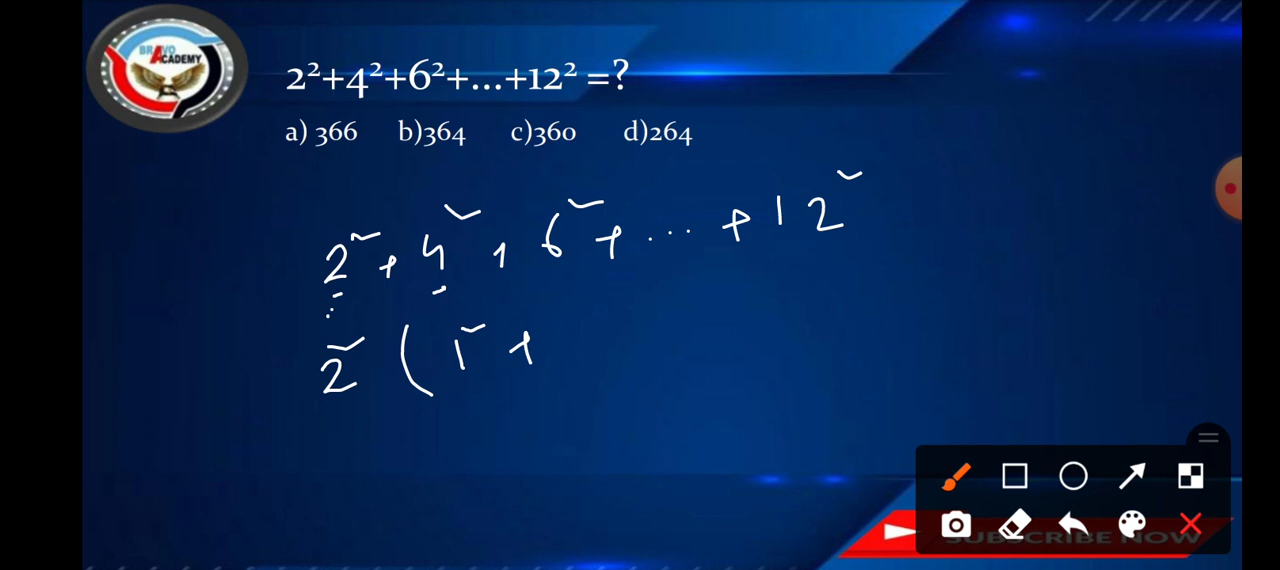 BRAVO
ACADEMY
2²+4²+6²+...+12² =?
a) 366 b)364 c)360 d)264
2² + 4² + 6² + ... + 12²
2² ( 1² +
SUBSCRIBE NOW